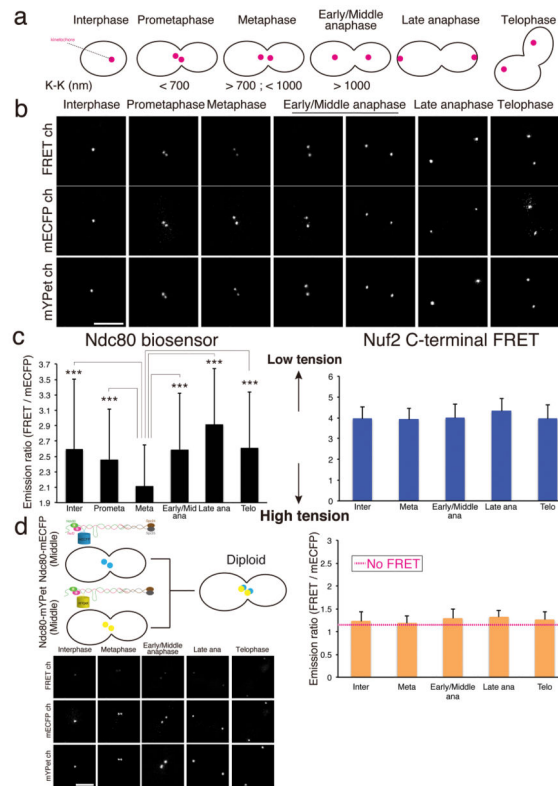 a
Interphase
Prometaphase
Metaphase
Early/Middle
anaphase
Late anaphase
Telophase
K-K (nm)
< 700
> 700 ; < 1000
> 1000
b
Interphase
Prometaphase
Metaphase
Early/Middle anaphase
Late anaphase
Telophase
FRET ch
mECFP ch
mYPet ch
c
Ndc80 biosensor
Nuf2 C-terminal FRET
Low tension
High tension
Emission ratio (FRET / mECFP)
3.7
3.5
3.3
3.1
2.9
2.7
2.5
2.3
2.1
1.9
***
***
***
***
***
Inter
Prometa
Meta
Early/Mid
ana
Late ana
Telo
6
5
4
3
2
1
0
Inter
Meta
Early/Middle
ana
Late ana
Telo
d
Ndc80-mECFP
(Middle)
Ndc80-mYPet
(Middle)
Diploid
Interphase
Metaphase
Early/Middle
anaphase
Late ana
Telophase
FRET ch
mECFP ch
mYPet ch
Emission ratio (FRET / mECFP)
3
2.5
2
1.5
1
0.5
0
No FRET
Inter
Meta
Early/Middle
ana
Late ana
Telo